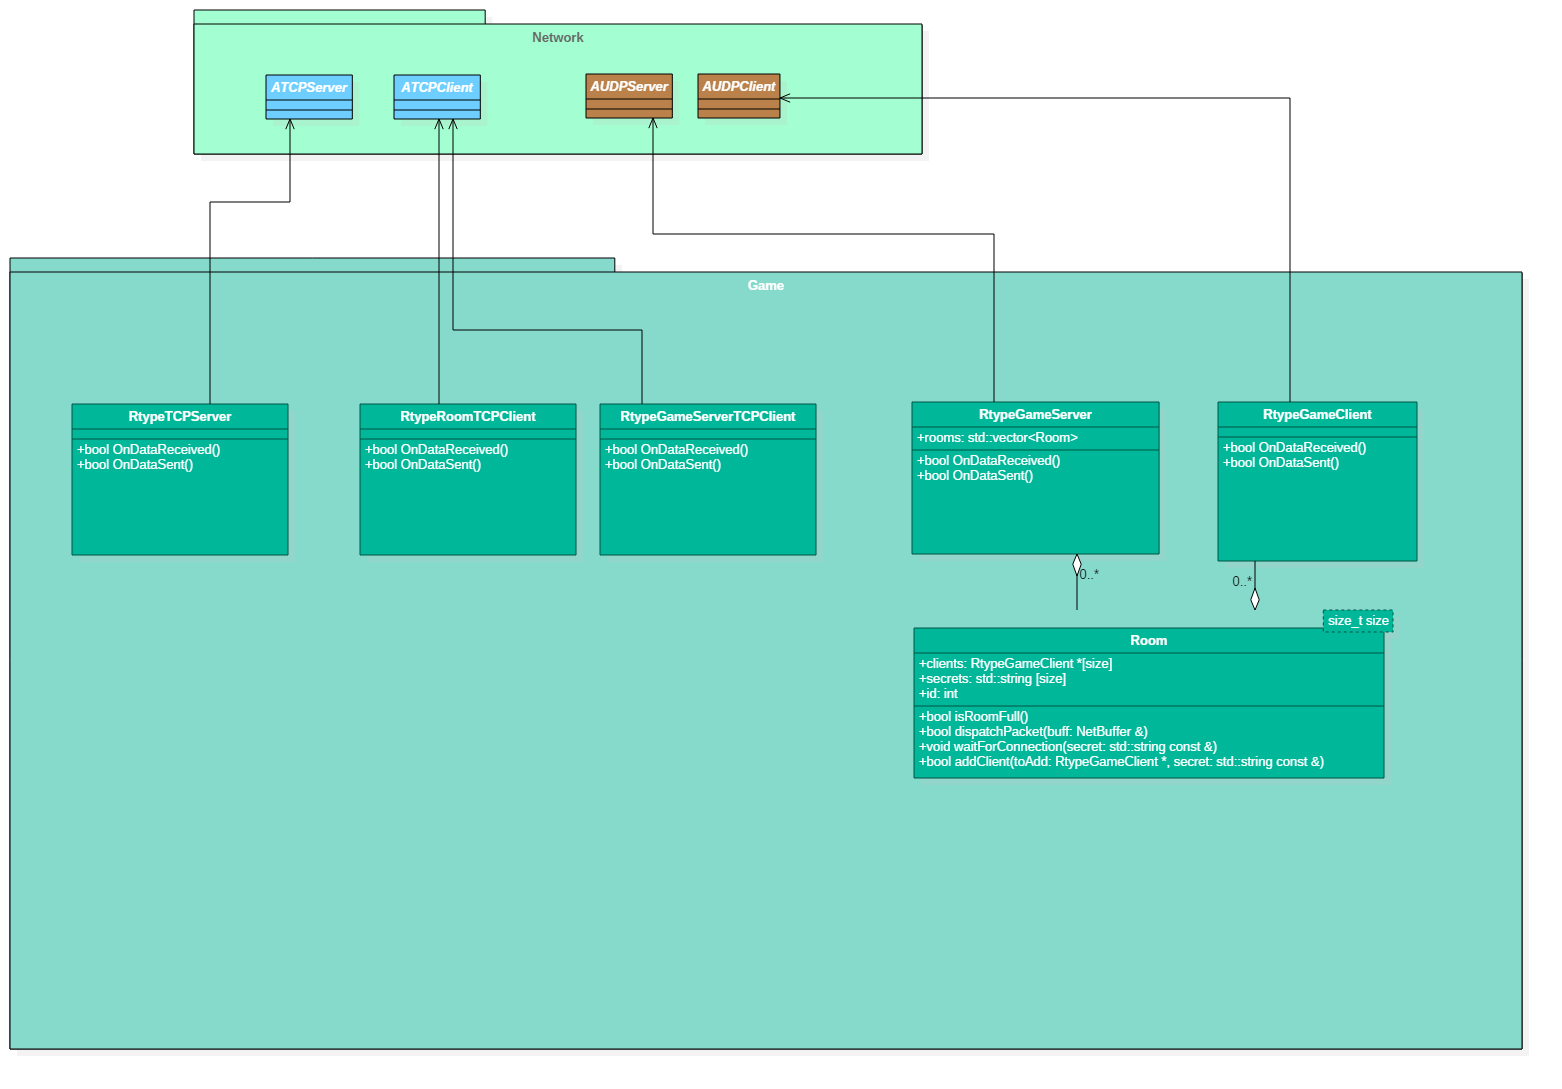 Network
ATCPServer
ATCPClient
AUDPServer
AUDPClient
Game
RtypeTCPServer
+bool OnDataReceived()
+bool OnDataSent()
RtypeRoomTCPClient
+bool OnDataReceived()
+bool OnDataSent()
RtypeGameServerTCPClient
+bool OnDataReceived()
+bool OnDataSent()
RtypeGameServer
+rooms: std::vector<Room>
+bool OnDataReceived()
+bool OnDataSent()
RtypeGameClient
+bool OnDataReceived()
+bool OnDataSent()
0..*
0..*
size_t size
Room
+clients: RtypeGameClient *[size]
+secrets: std::string [size]
+id: int
+bool isRoomFull()
+bool dispatchPacket(buff: NetBuffer &)
+void waitForConnection(secret: std::string const &)
+bool addClient(toAdd: RtypeGameClient *, secret: std::string const &)